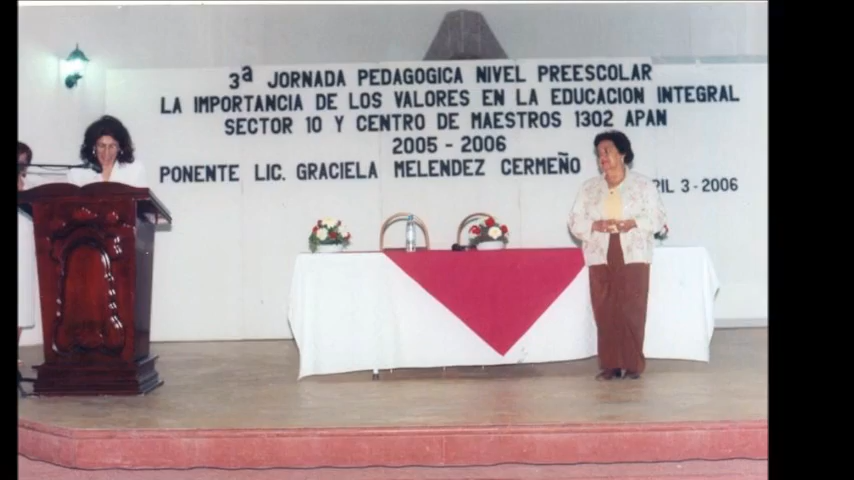 3ª JORNADA PEDAGOGICA NIVEL PREESCOLAR
LA IMPORTANCIA DE LOS VALORES EN LA EDUCACION INTEGRAL
SECTOR 10 Y CENTRO DE MAESTROS 1302 APAN
2005 - 2006
PONENTE LIC. GRACIELA MELENDEZ CERMEÑO
3 - 2006